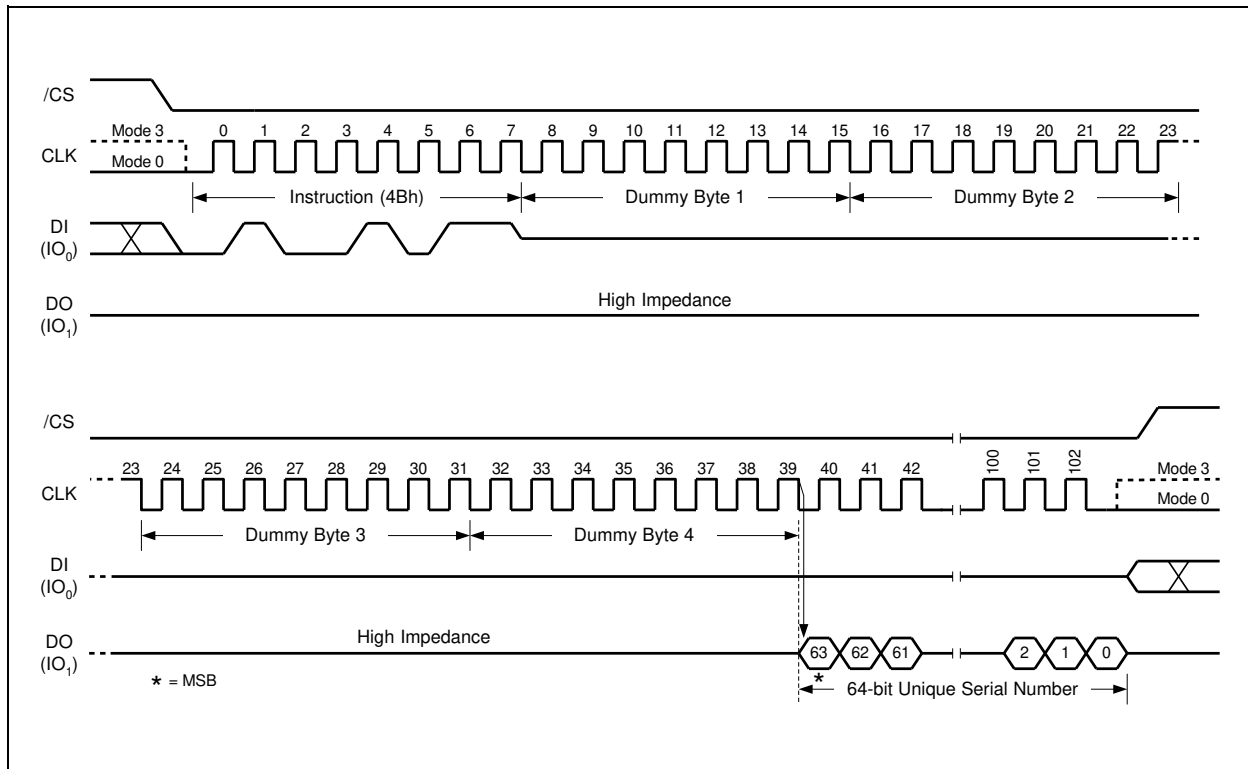 /CS
Mode 3
0 1 2 3 4 5 6 7 8 9 10 11 12 13 14 15 16 17 18 19 20 21 22 23
CLK
Mode 0
Instruction (4Bh)
Dummy Byte 1
Dummy Byte 2
DI
(IO0)
High Impedance
DO
(IO1)
/CS
23 24 25 26 27 28 29 30 31 32 33 34 35 36 37 38 39 40 41 42 100 101 102
Mode 3
CLK
Mode 0
Dummy Byte 3
Dummy Byte 4
DI
(IO0)
High Impedance
DO
(IO1)
63 62 61 2 1 0
* = MSB
*
64-bit Unique Serial Number